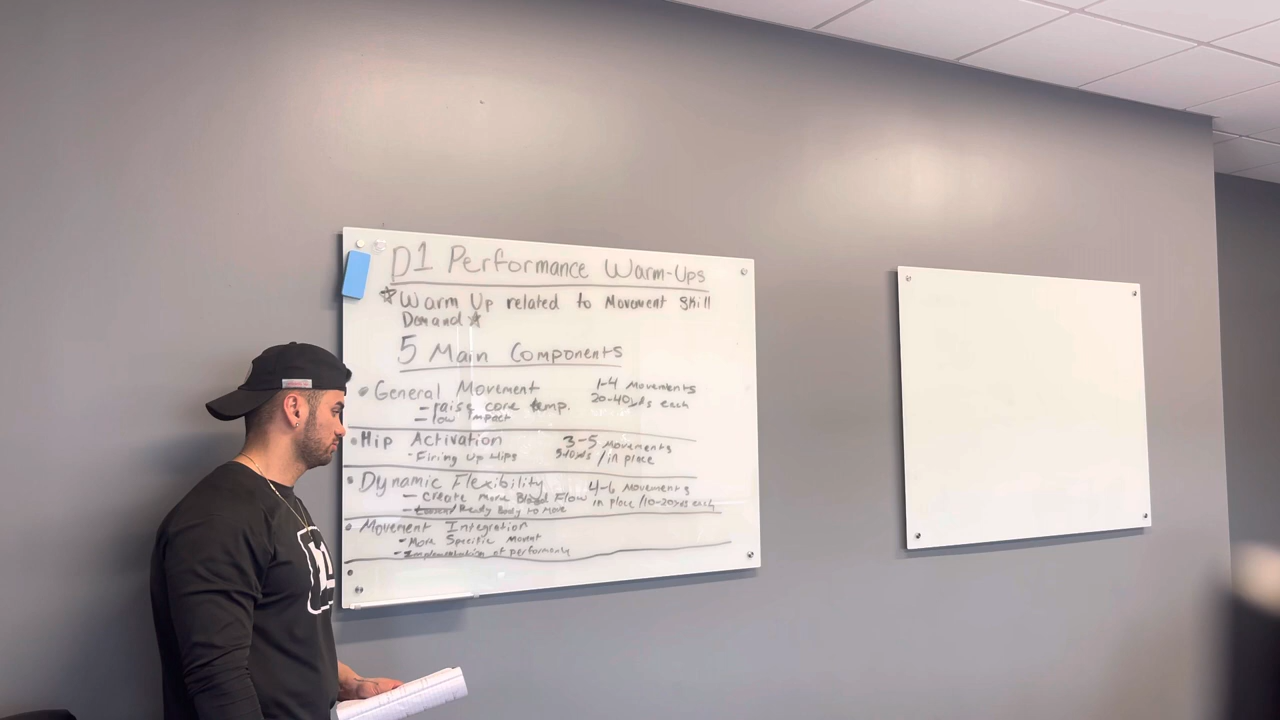 D1 Performance Warm-Ups
*Warm Up related to Movement Skill
Demand*
5 Main Components
• General Movement 1-4 Movements
- raise core temp. 20-40yds each
- low impact
• Hip Activation 3-5 Movements
- Firing Up Hips 5-10yds / in place
• Dynamic Flexibility 4-6 Movements
- Create More Blood Flow in place / 10-20yds each
- Ready Body to Move
• Movement Integration
- More Specific
- Implementation of
•